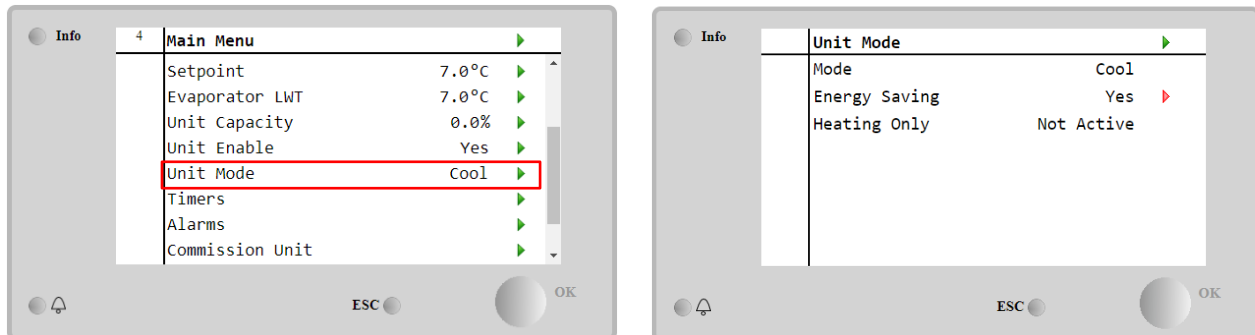 Info
4 Main Menu
Setpoint 7.0°C
Evaporator LWT 7.0°C
Unit Capacity 0.0%
Unit Enable Yes
Unit Mode Cool
Timers
Alarms
Commission Unit
ESC
OK
Info
Unit Mode
Mode Cool
Energy Saving Yes
Heating Only Not Active
ESC
OK